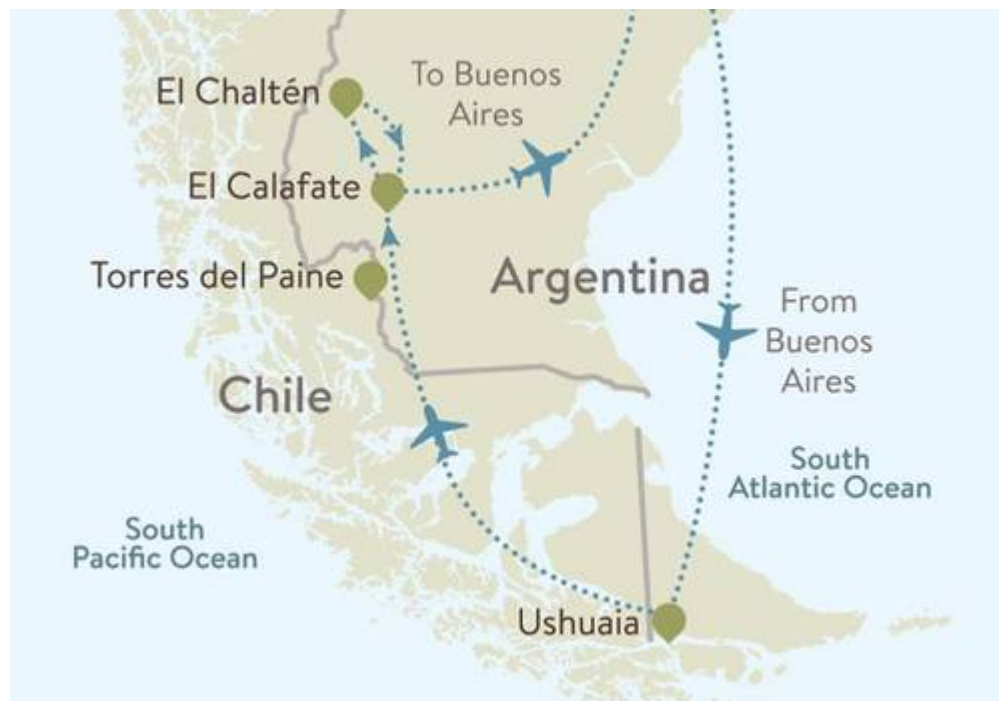 El Chaltén
To Buenos
Aires
El Calafate
Torres del Paine
Argentina
From
Buenos
Aires
Chile
South
Atlantic Ocean
South
Pacific Ocean
Ushuaia